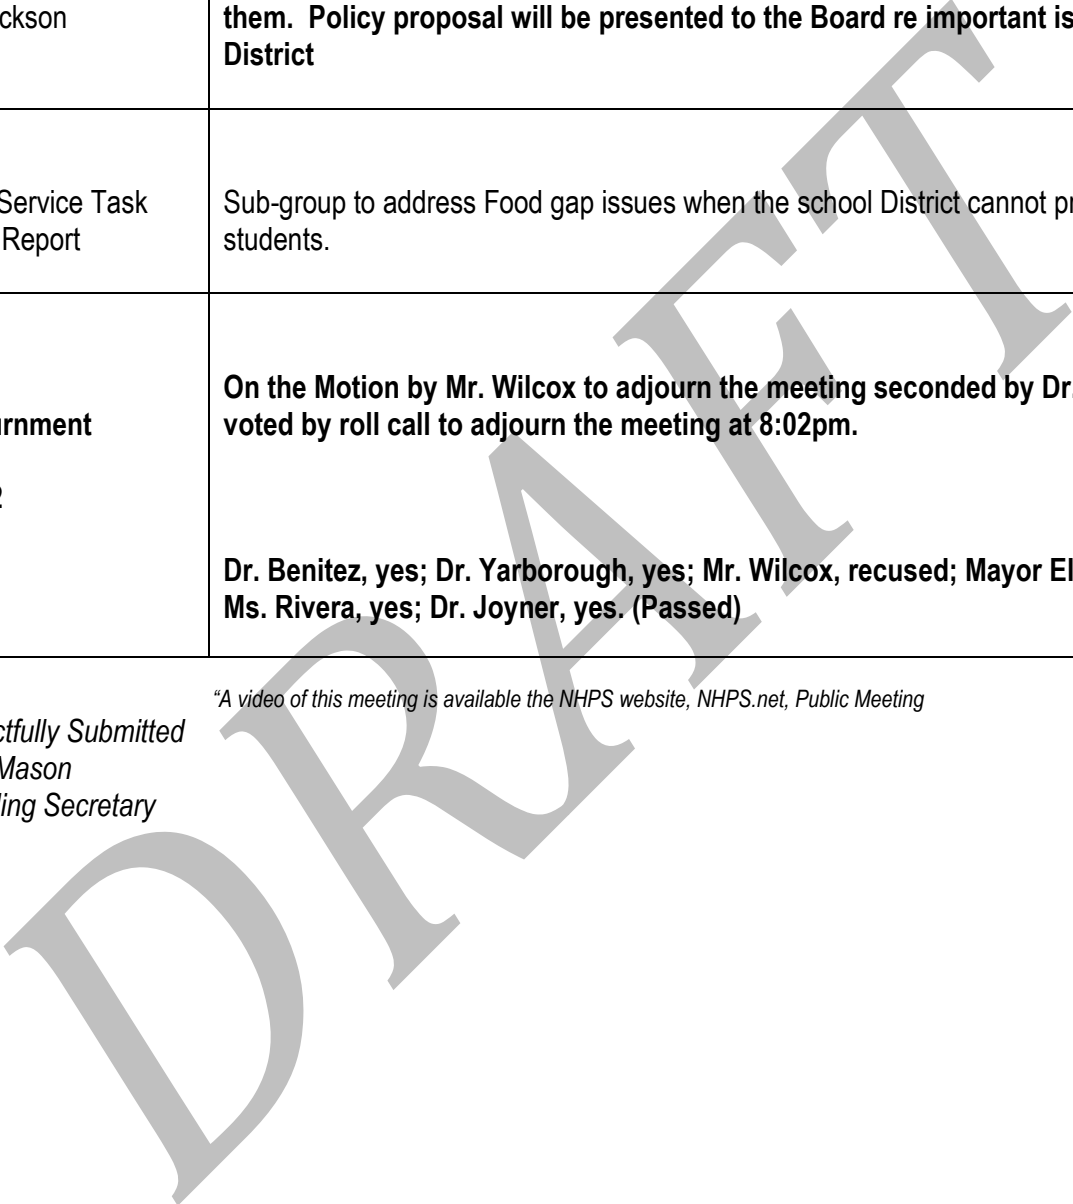 ckson
them. Policy proposal will be presented to the Board re important is
District
Service Task
Report
Sub-group to address Food gap issues when the school District cannot pr
students.
urnment
2
On the Motion by Mr. Wilcox to adjourn the meeting seconded by Dr.
voted by roll call to adjourn the meeting at 8:02pm.
Dr. Benitez, yes; Dr. Yarborough, yes; Mr. Wilcox, recused; Mayor El
Ms. Rivera, yes; Dr. Joyner, yes. (Passed)
“A video of this meeting is available the NHPS website, NHPS.net, Public Meeting
ctfully Submitted
Mason
ing Secretary
DRAFT